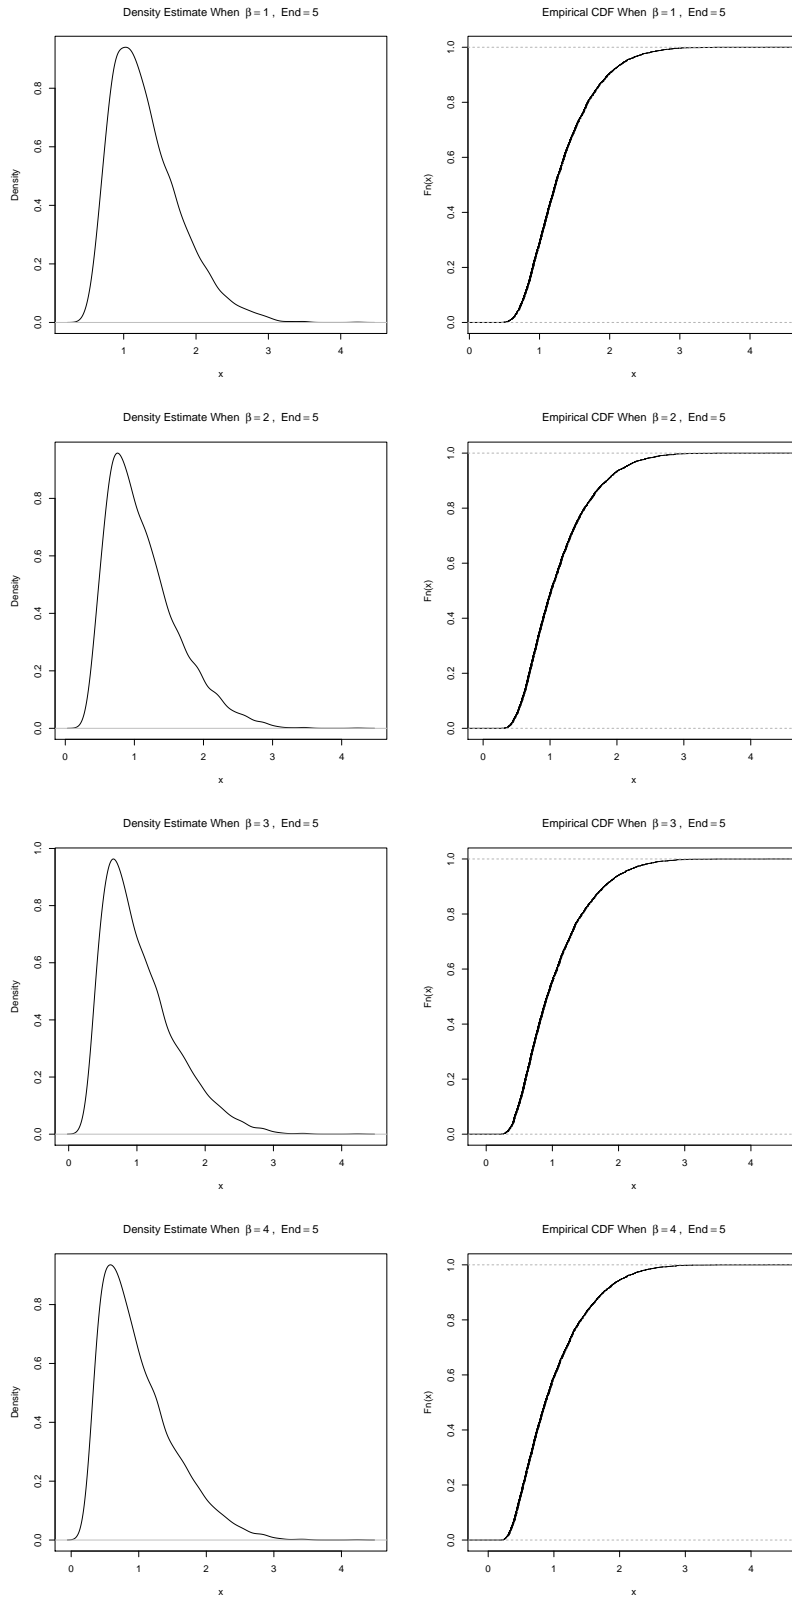 Density Estimate When β = 1 , End = 5
Density
0.0 0.2 0.4 0.6 0.8
1 2 3 4
x
Empirical CDF When β = 1 , End = 5
Fn(x)
0.0 0.2 0.4 0.6 0.8 1.0
0 1 2 3 4
x
Density Estimate When β = 2 , End = 5
Density
0.0 0.2 0.4 0.6 0.8
0 1 2 3 4
x
Empirical CDF When β = 2 , End = 5
Fn(x)
0.0 0.2 0.4 0.6 0.8 1.0
0 1 2 3 4
x
Density Estimate When β = 3 , End = 5
Density
0.0 0.2 0.4 0.6 0.8 1.0
0 1 2 3 4
x
Empirical CDF When β = 3 , End = 5
Fn(x)
0.0 0.2 0.4 0.6 0.8 1.0
0 1 2 3 4
x
Density Estimate When β = 4 , End = 5
Density
0.0 0.2 0.4 0.6 0.8
0 1 2 3 4
x
Empirical CDF When β = 4 , End = 5
Fn(x)
0.0 0.2 0.4 0.6 0.8 1.0
0 1 2 3 4
x